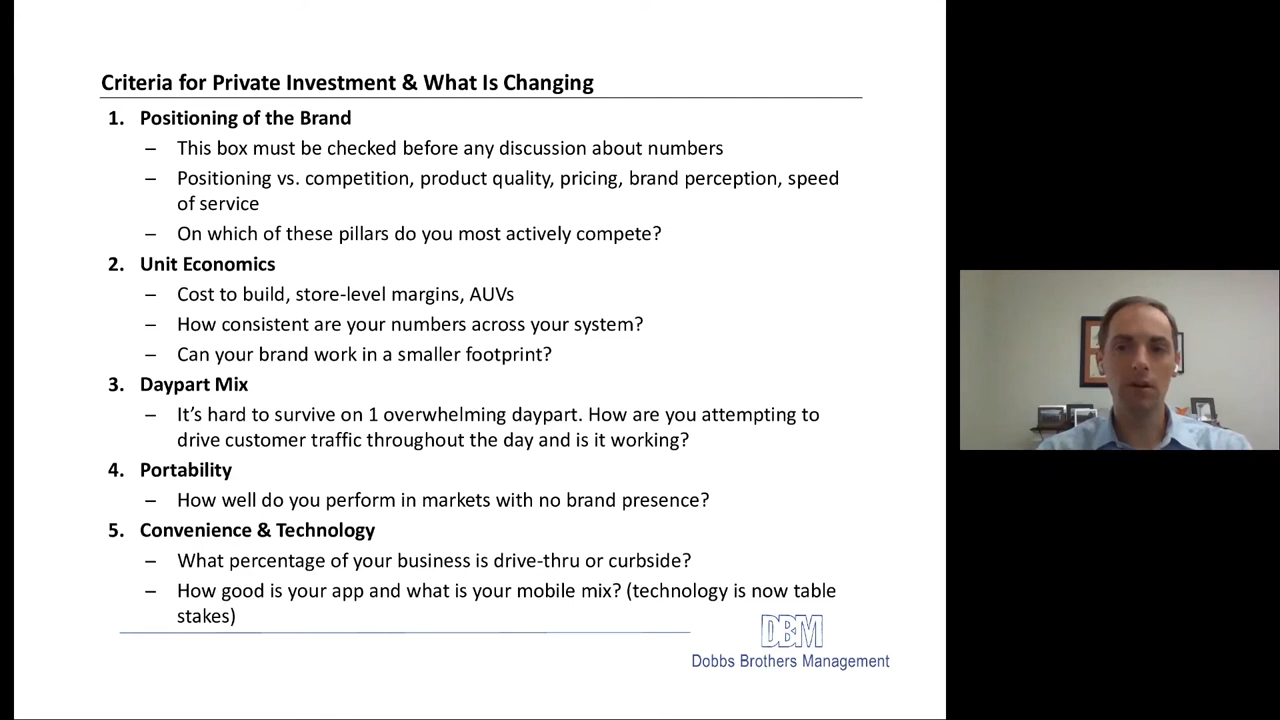 Criteria for Private Investment & What Is Changing
1. Positioning of the Brand
– This box must be checked before any discussion about numbers
– Positioning vs. competition, product quality, pricing, brand perception, speed
of service
– On which of these pillars do you most actively compete?
2. Unit Economics
– Cost to build, store-level margins, AUVs
– How consistent are your numbers across your system?
– Can your brand work in a smaller footprint?
3. Daypart Mix
– It’s hard to survive on 1 overwhelming daypart. How are you attempting to
drive customer traffic throughout the day and is it working?
4. Portability
– How well do you perform in markets with no brand presence?
5. Convenience & Technology
– What percentage of your business is drive-thru or curbside?
– How good is your app and what is your mobile mix? (technology is now table
stakes)
DBM
Dobbs Brothers Management